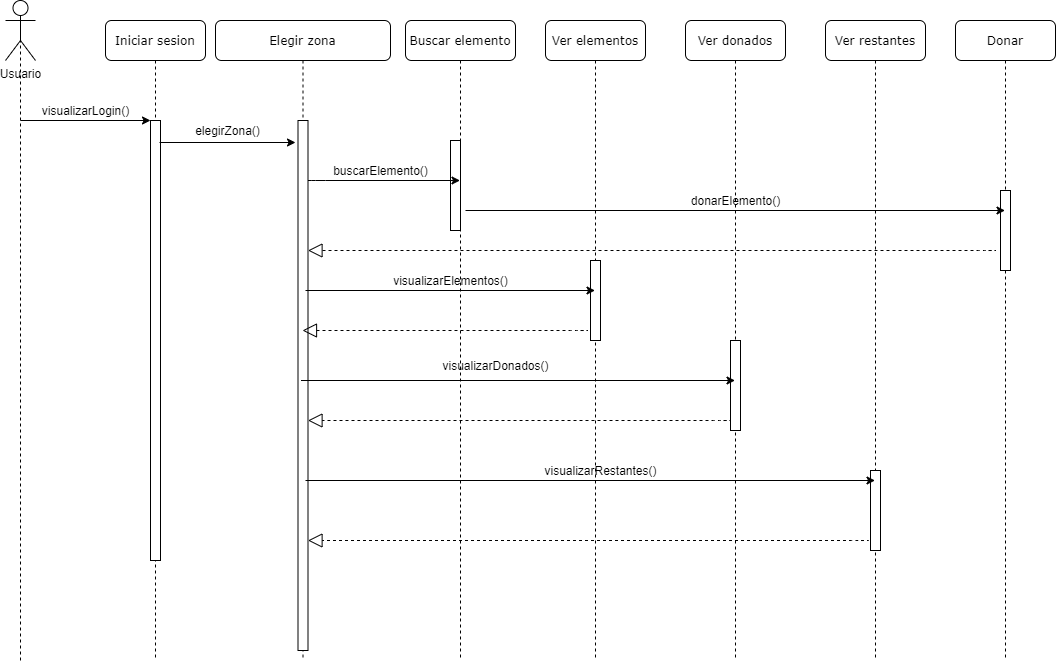 Iniciar sesion
Elegir zona
Buscar elemento
Ver elementos
Ver donados
Ver restantes
Donar
Usuario
visualizarLogin()
elegirZona()
buscarElemento()
donarElemento()
visualizarElementos()
visualizarDonados()
visualizarRestantes()